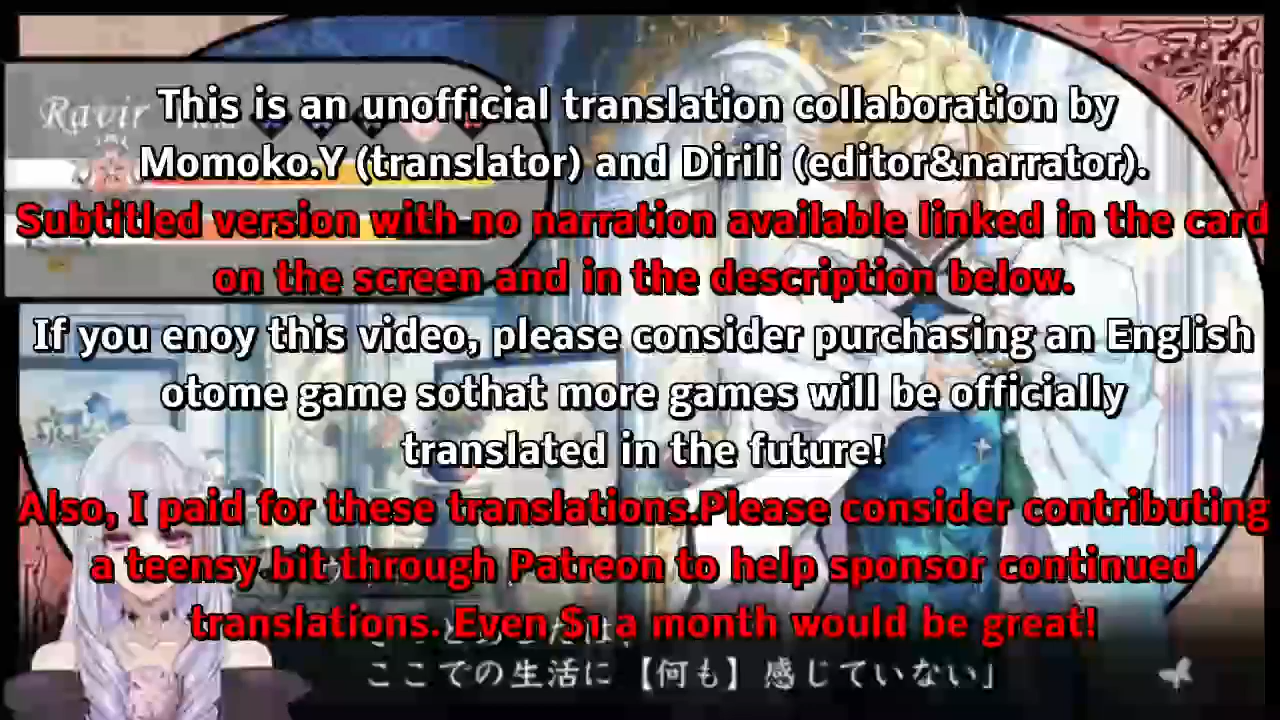 Ravir
This is an unofficial translation collaboration by
Momoko.Y (translator) and Dirili (editor&narrator).
Subtitled version with no narration available linked in the card
on the screen and in the description below.
If you enoy this video, please consider purchasing an English
otome game sothat more games will be officially
translated in the future!
Also, I paid for these translations.Please consider contributing
a teensy bit through Patreon to help sponsor continued
translations. Even $1 a month would be great!
ここでの生活に【何も】感じていない」